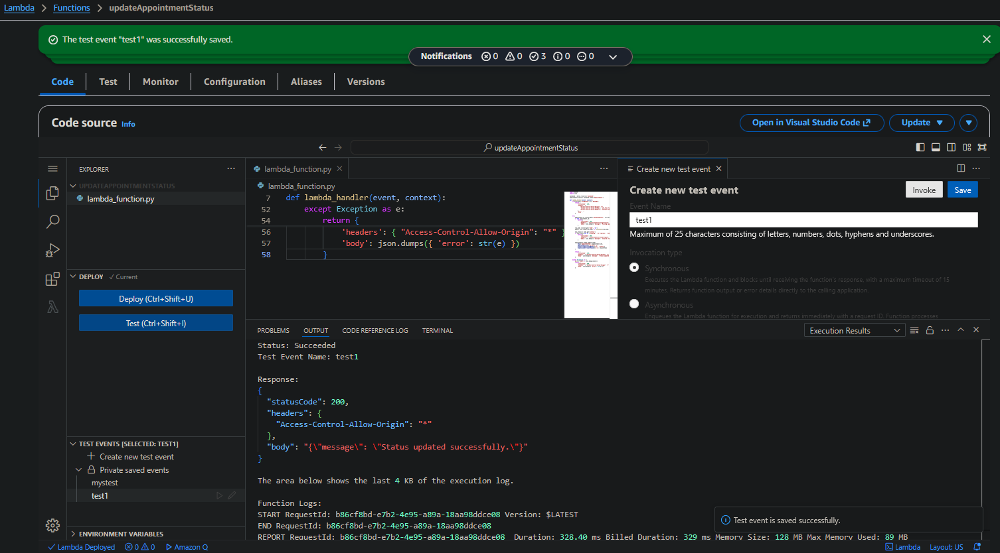 Lambda > Functions > updateAppointmentStatus
The test event "test1" was successfully saved.
Notifications 0 0 3 0 0
Code Test Monitor Configuration Aliases Versions
Code source Info
Open in Visual Studio Code Update
updateAppointmentStatus
EXPLORER
UPDATEAPPOINTMENTSTATUS
lambda_function.py
DEPLOY Current
Deploy (Ctrl+Shift+U)
Test (Ctrl+Shift+I)
TEST EVENTS [SELECTED: TEST1]
Create new test event
Private saved events
mystest
test1
ENVIRONMENT VARIABLES
lambda_function.py
lambda_function.py
7 def lambda_handler(event, context):
52 except Exception as e:
54 return {
56 'headers': { "Access-Control-Allow-Origin": "*" }
57 'body': json.dumps({ 'error': str(e) })
58 }
Create new test event
Create new test event
Invoke Save
Event Name
test1
Maximum of 25 characters consisting of letters, numbers, dots, hyphens and underscores.
Invocation type
Synchronous
Executes the Lambda function and blocks until receiving the function's response, with a maximum timeout of 15
minutes. Returns function output or error details directly to the calling application.
Asynchronous
Enqueues the Lambda function for execution and returns immediately with a request ID. Function processes
PROBLEMS OUTPUT CODE REFERENCE LOG TERMINAL
Execution Results
Status: Succeeded
Test Event Name: test1
Response:
{
"statusCode": 200,
"headers": {
"Access-Control-Allow-Origin": "*"
},
"body": "{\"message\": \"Status updated successfully.\"}"
}
The area below shows the last 4 KB of the execution log.
Function Logs:
START RequestId: b86cf8bd-e7b2-4e95-a89a-18aa98ddce08 Version: $LATEST
END RequestId: b86cf8bd-e7b2-4e95-a89a-18aa98ddce08
REPORT RequestId: b86cf8bd-e7b2-4e95-a89a-18aa98ddce08 Duration: 328.40 ms Billed Duration: 329 ms Memory Size: 128 MB Max Memory Used: 89 MB
Test event is saved successfully.
Lambda Deployed 0 0 Amazon Q
Lambda Layout: US